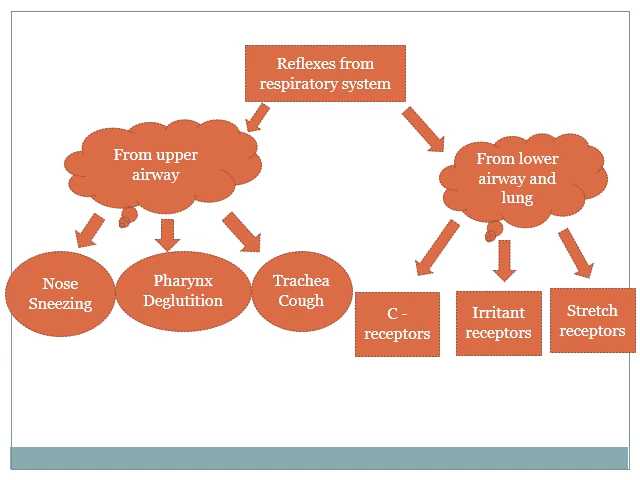 Reflexes from
respiratory system
From upper
airway
From lower
airway and
lung
Nose
Sneezing
Pharynx
Deglutition
Trachea
Cough
C -
receptors
Irritant
receptors
Stretch
receptors